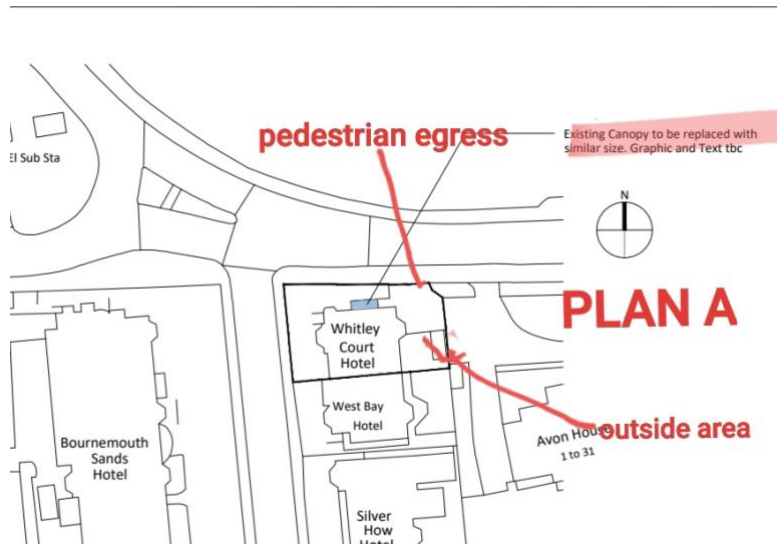 pedestrian egress
Existing Canopy to be replaced with
similar size. Graphic and Text tbc
El Sub Sta
N
PLAN A
Whitley
Court
Hotel
West Bay
Hotel
outside area
Avon House
1 to 31
Bournemouth
Sands
Hotel
Silver
How
Hotel